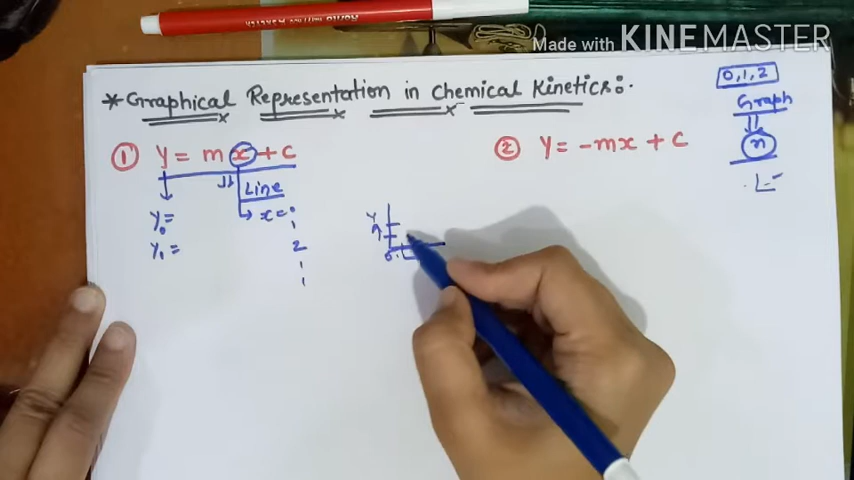 Made with KINEMASTER
* Graphical Representation in Chemical Kinetics:.
0,1,2
Graph
n
① y = mx + c
② y = -mx + c
Line
y₀ =
x = 0
y₁ =
1
2
y
0